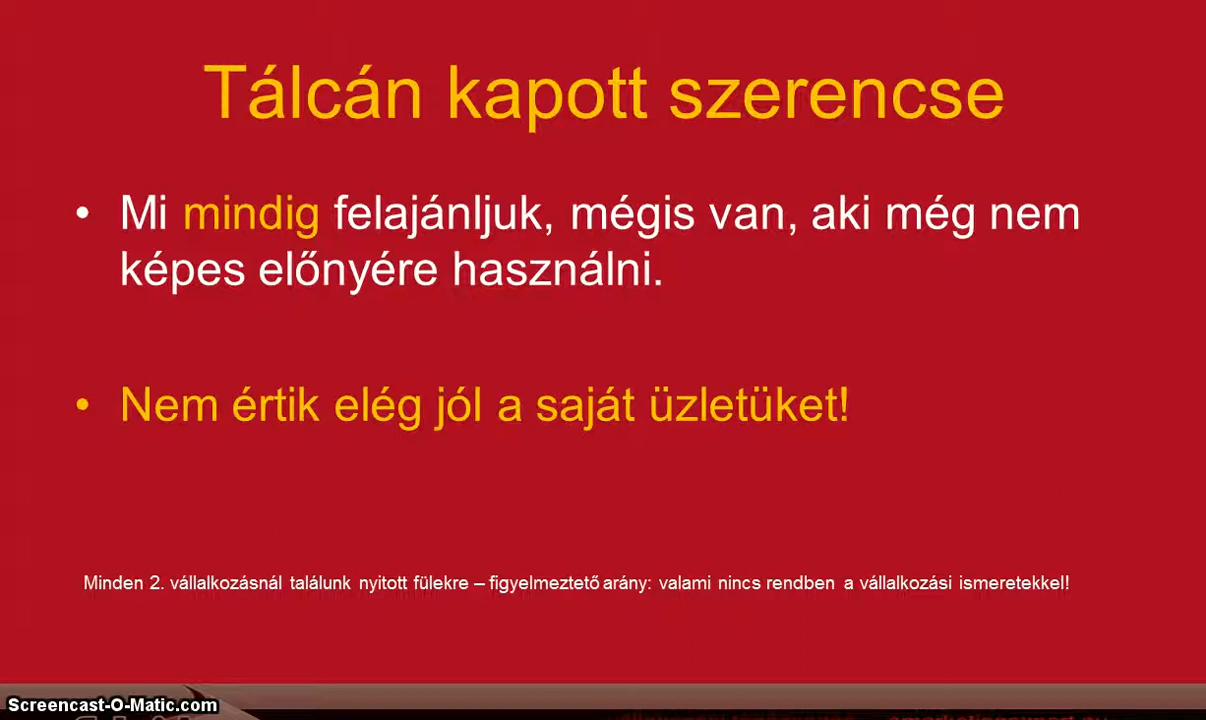 Tálcán kapott szerencse
• Mi mindig felajánljuk, mégis van, aki még nem
képes előnyére használni.
• Nem értik elég jól a saját üzletüket!
Minden 2. vállalkozásnál találunk nyitott fülekre – figyelmeztető arány: valami nincs rendben a vállalkozási ismeretekkel!
Screencast-O-Matic.com